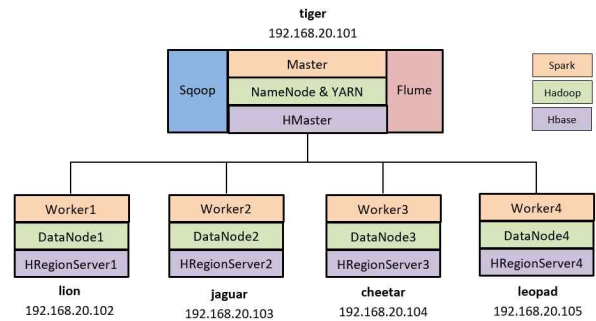 tiger
192.168.20.101
Sqoop
Master
NameNode & YARN
HMaster
Flume
Spark
Hadoop
Hbase
Worker1
DataNode1
HRegionServer1
lion
192.168.20.102
Worker2
DataNode2
HRegionServer2
jaguar
192.168.20.103
Worker3
DataNode3
HRegionServer3
cheetar
192.168.20.104
Worker4
DataNode4
HRegionServer4
leopad
192.168.20.105